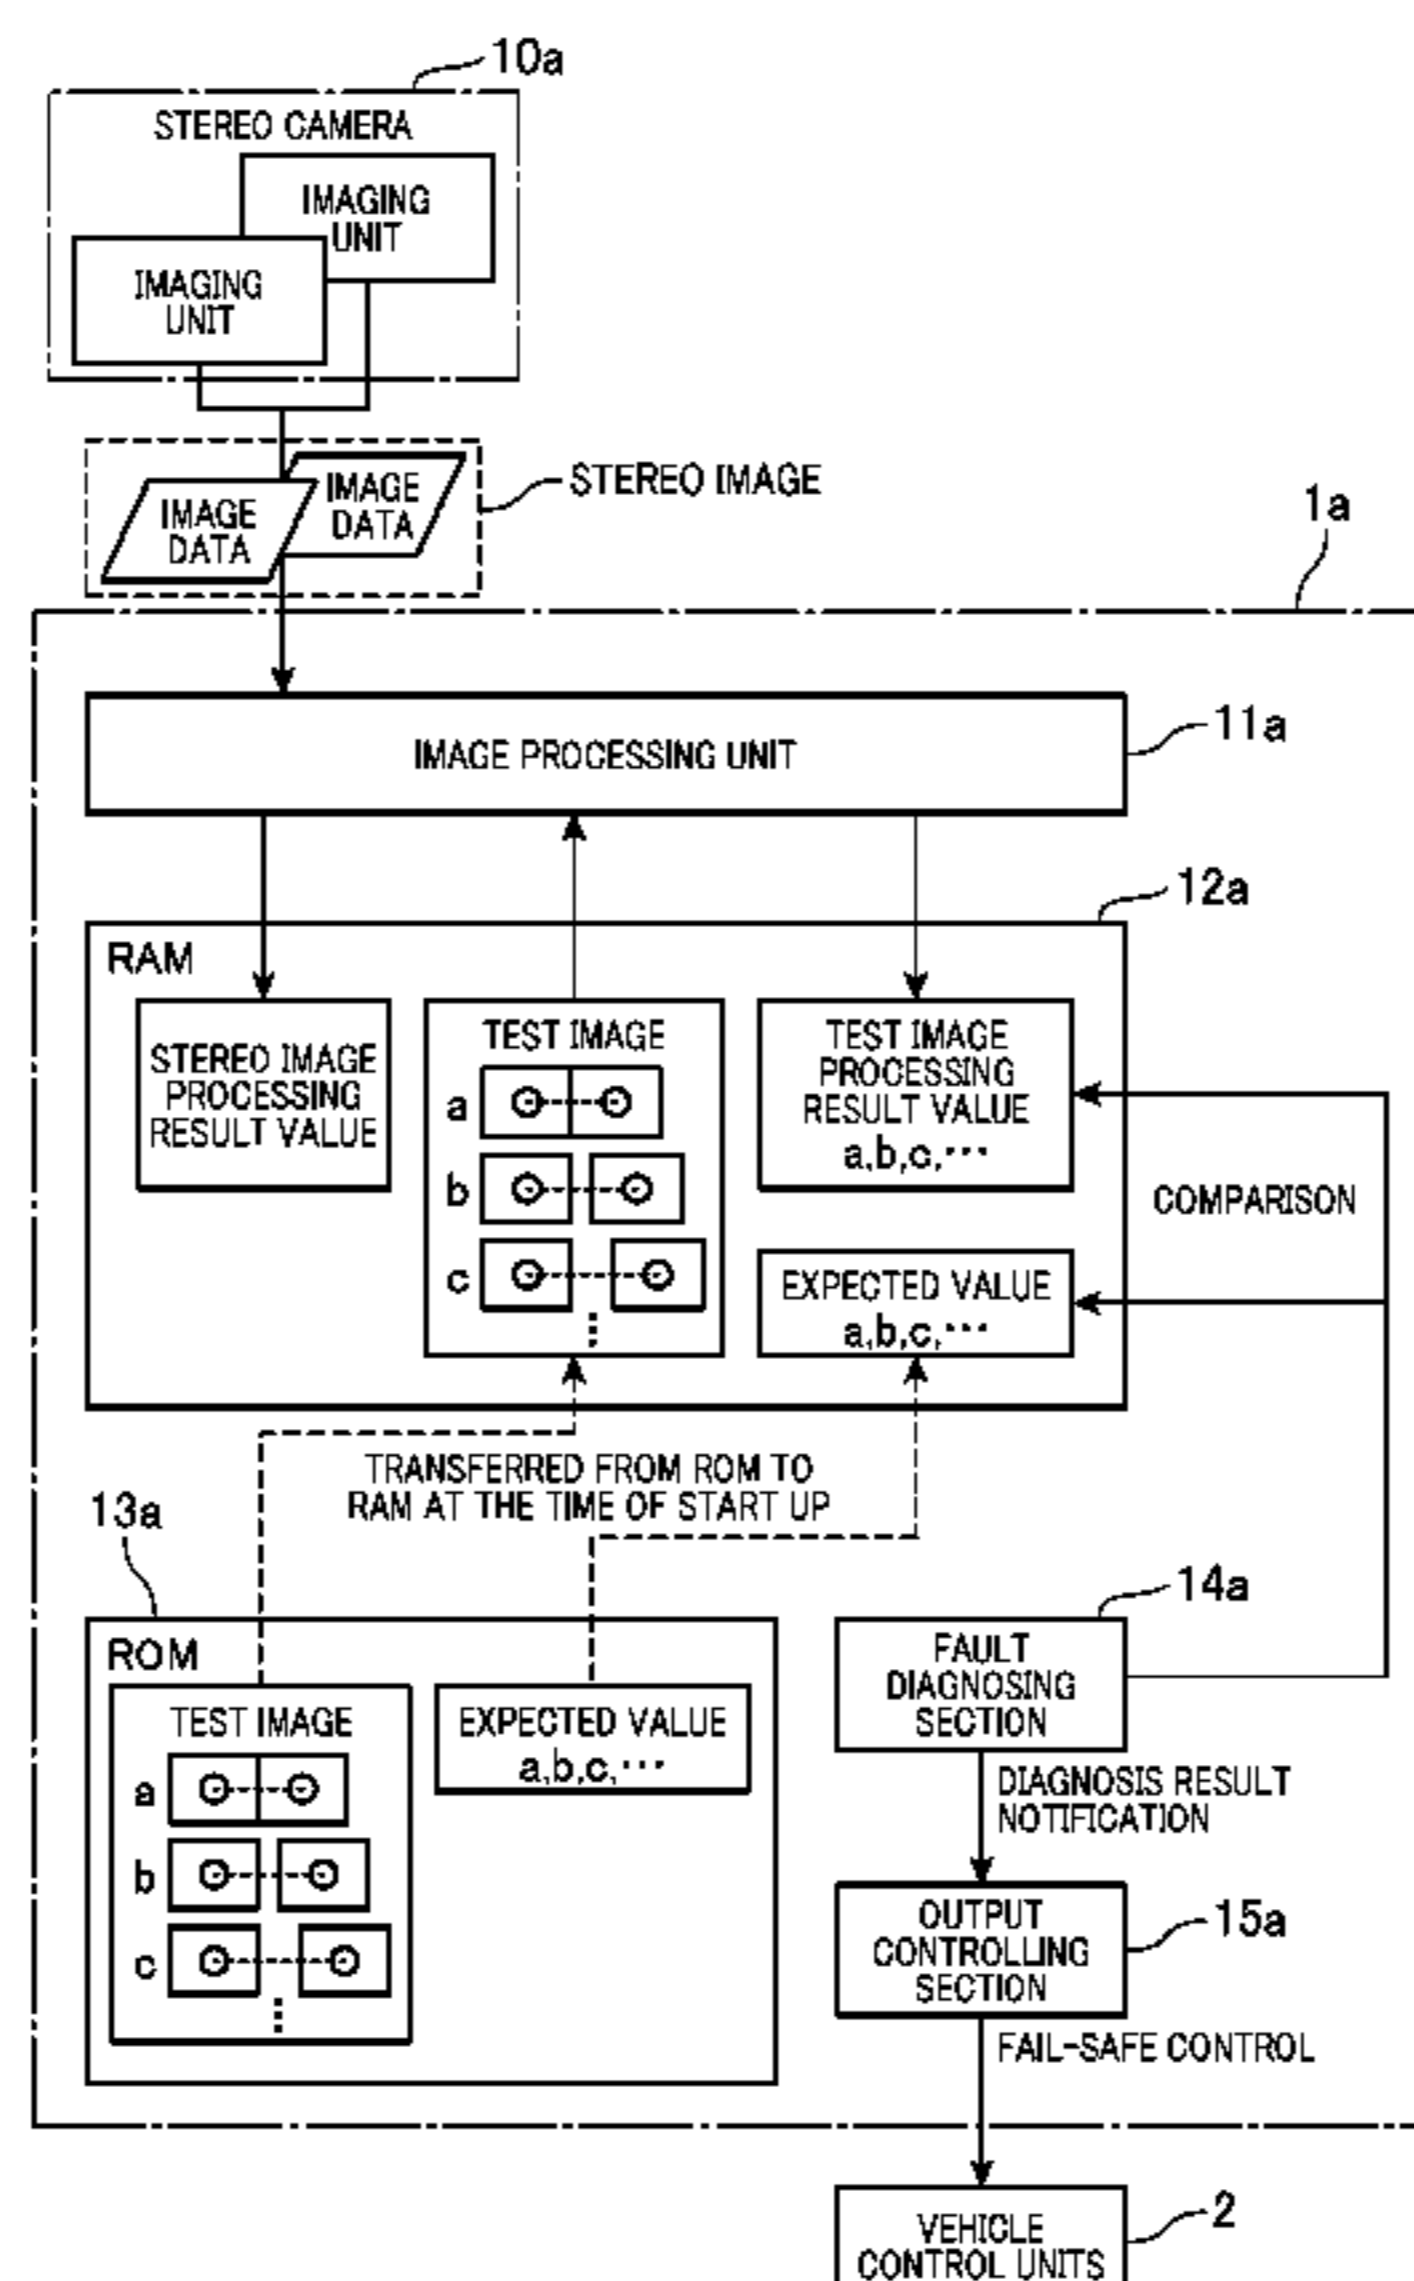 10a
STEREO CAMERA
IMAGING
UNIT
IMAGING
UNIT
IMAGE
DATA
IMAGE
DATA
STEREO IMAGE
1a
IMAGE PROCESSING UNIT
11a
12a
RAM
STEREO IMAGE
PROCESSING
RESULT VALUE
TEST IMAGE
a
b
c
⋮
TEST IMAGE
PROCESSING
RESULT VALUE
a,b,c,⋯
COMPARISON
EXPECTED VALUE
a,b,c,⋯
TRANSFERRED FROM ROM TO
RAM AT THE TIME OF START UP
13a
ROM
TEST IMAGE
a
b
c
⋮
EXPECTED VALUE
a,b,c,⋯
14a
FAULT
DIAGNOSING
SECTION
DIAGNOSIS RESULT
NOTIFICATION
OUTPUT
CONTROLLING
SECTION
15a
FAIL-SAFE CONTROL
VEHICLE
CONTROL UNITS
2